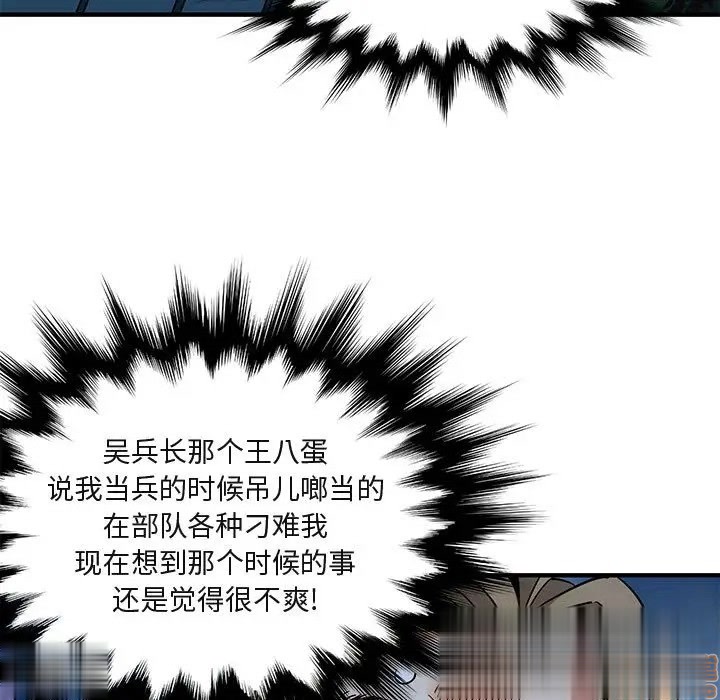 吴兵长那个王八蛋
说我当兵的时候吊儿啷当的
在部队各种刁难我
现在想到那个时候的事
还是觉得很不爽!